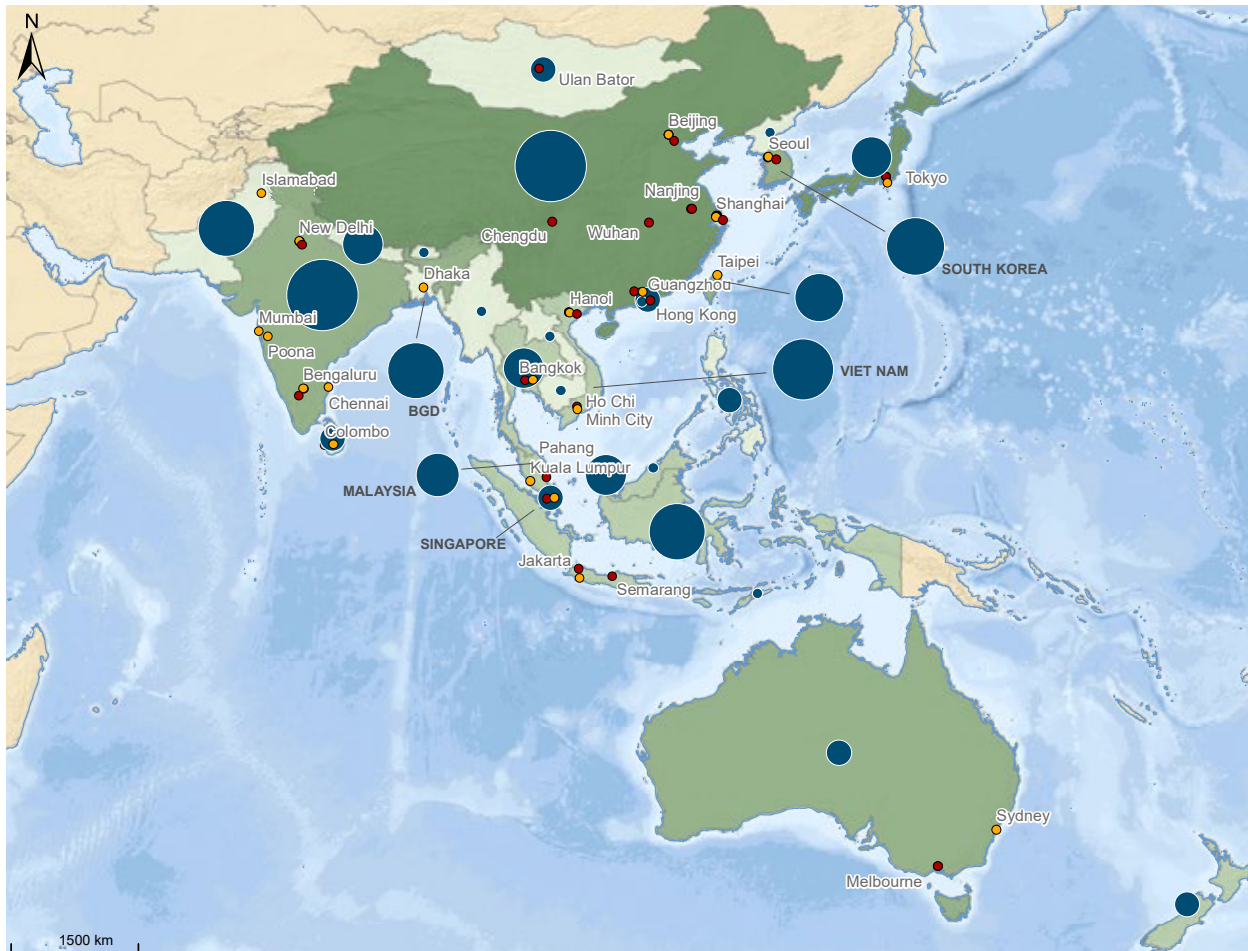 N
Ulan Bator
Beijing
Seoul
Islamabad
Tokyo
Nanjing
Shanghai
New Delhi
Chengdu
Wuhan
Taipei
SOUTH KOREA
Dhaka
Guangzhou
Hanoi
Hong Kong
Mumbai
Poona
Bangkok
VIET NAM
Bengaluru
Chennai
BGD
Ho Chi
Minh City
Colombo
Pahang
Kuala Lumpur
MALAYSIA
SINGAPORE
Jakarta
Semarang
Sydney
Melbourne
1500 km